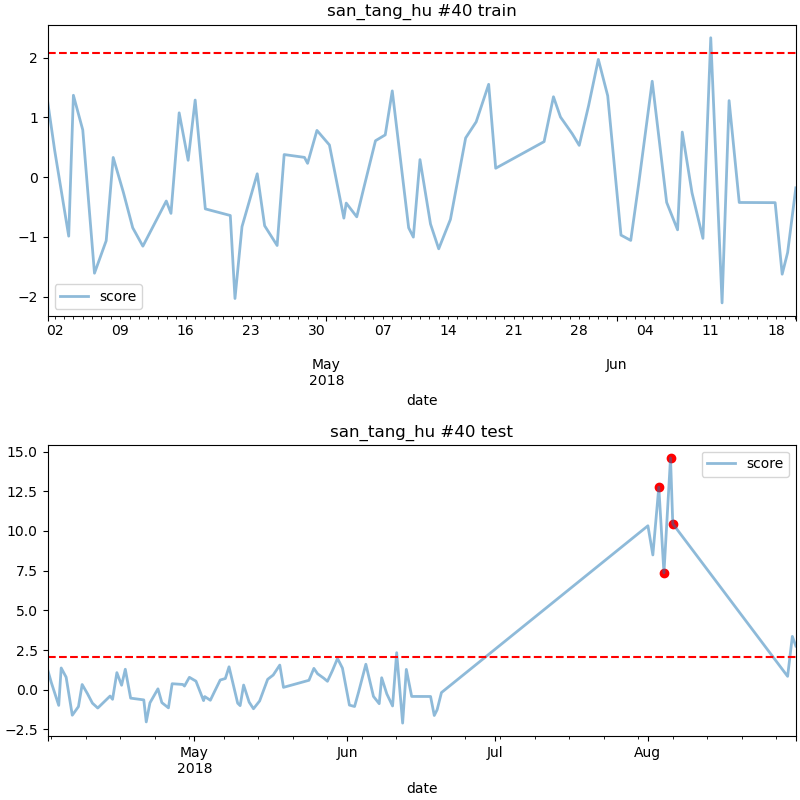 san_tang_hu #40 train
2
1
0
−1
−2
score
02 09 16 23 30 07 14 21 28 04 11 18
May Jun
2018
date
san_tang_hu #40 test
15.0
12.5
10.0
7.5
5.0
2.5
0.0
−2.5
score
May Jun Jul Aug
2018
date